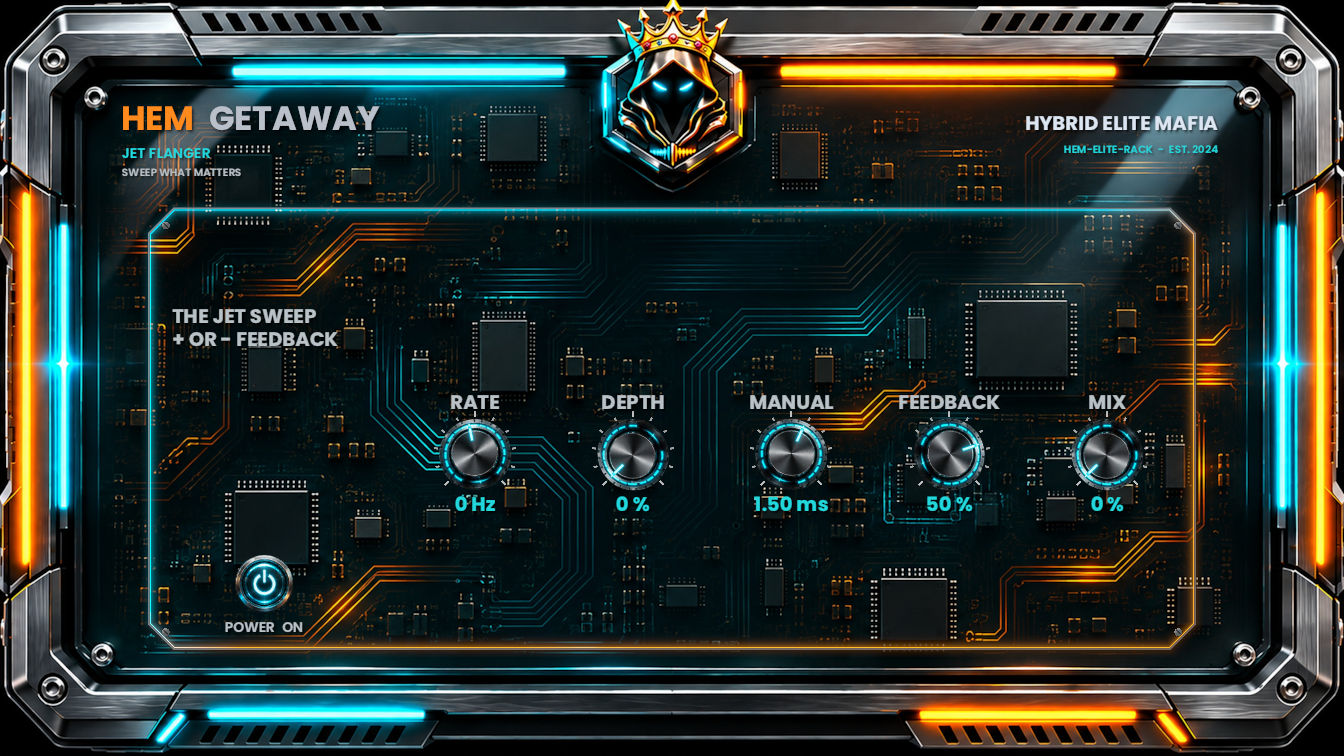 HEM GETAWAY
JET FLANGER
SWEEP WHAT MATTERS
HYBRID ELITE MAFIA
HEM-ELITE-RACK - EST. 2024
THE JET SWEEP
+ OR - FEEDBACK
RATE DEPTH MANUAL FEEDBACK MIX
0 Hz 0 % 1.50 ms 50 % 0 %
POWER ON